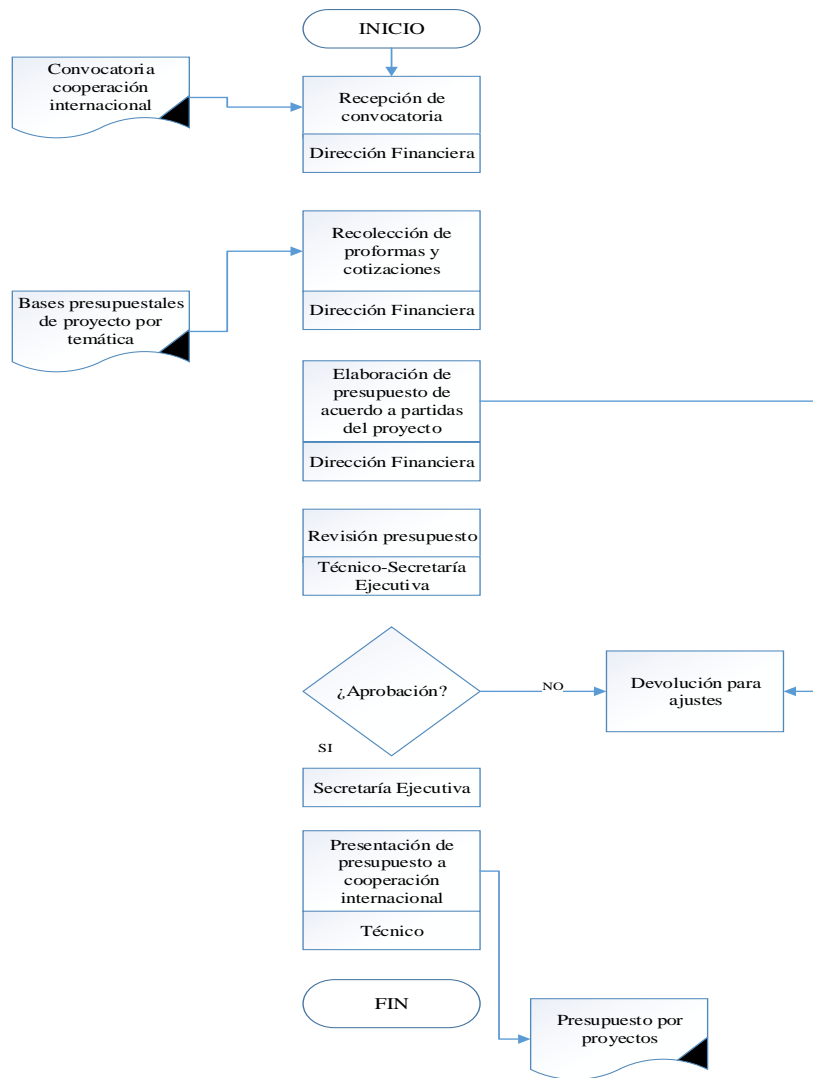 INICIO
Convocatoria
cooperación
internacional
Recepción de
convocatoria
Dirección Financiera
Recolección de
proformas y
cotizaciones
Dirección Financiera
Bases presupuestales
de proyecto por
temática
Elaboración de
presupuesto de
acuerdo a partidas
del proyecto
Dirección Financiera
Revisión presupuesto
Técnico-Secretaría
Ejecutiva
¿Aprobación?
NO
Devolución para
ajustes
SI
Secretaría Ejecutiva
Presentación de
presupuesto a
cooperación
internacional
Técnico
FIN
Presupuesto por
proyectos